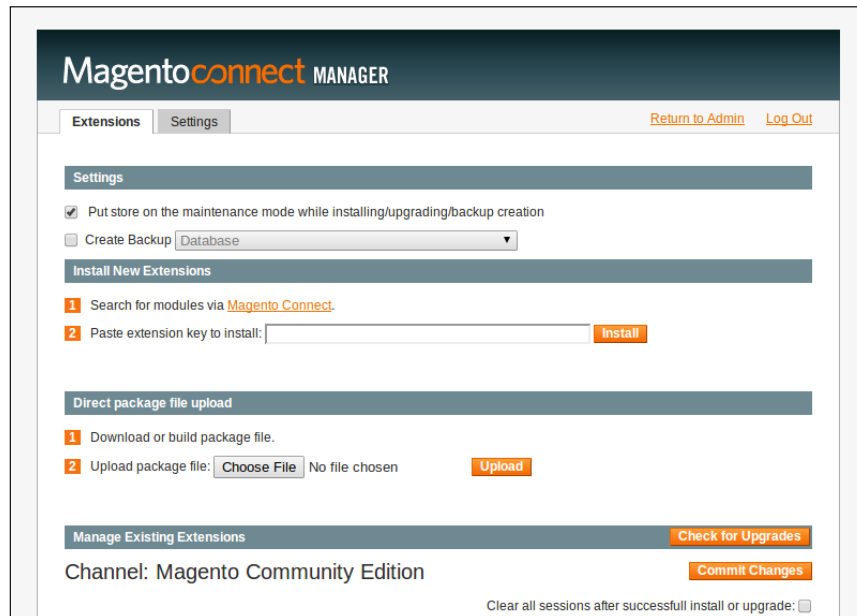 Magentoconnect MANAGER
Extensions Settings Return to Admin Log Out
Settings
Put store on the maintenance mode while installing/upgrading/backup creation
Create Backup Database
Install New Extensions
1 Search for modules via Magento Connect.
2 Paste extension key to install: Install
Direct package file upload
1 Download or build package file.
2 Upload package file: Choose File No file chosen Upload
Manage Existing Extensions Check for Upgrades
Channel: Magento Community Edition Commit Changes
Clear all sessions after successfull install or upgrade: